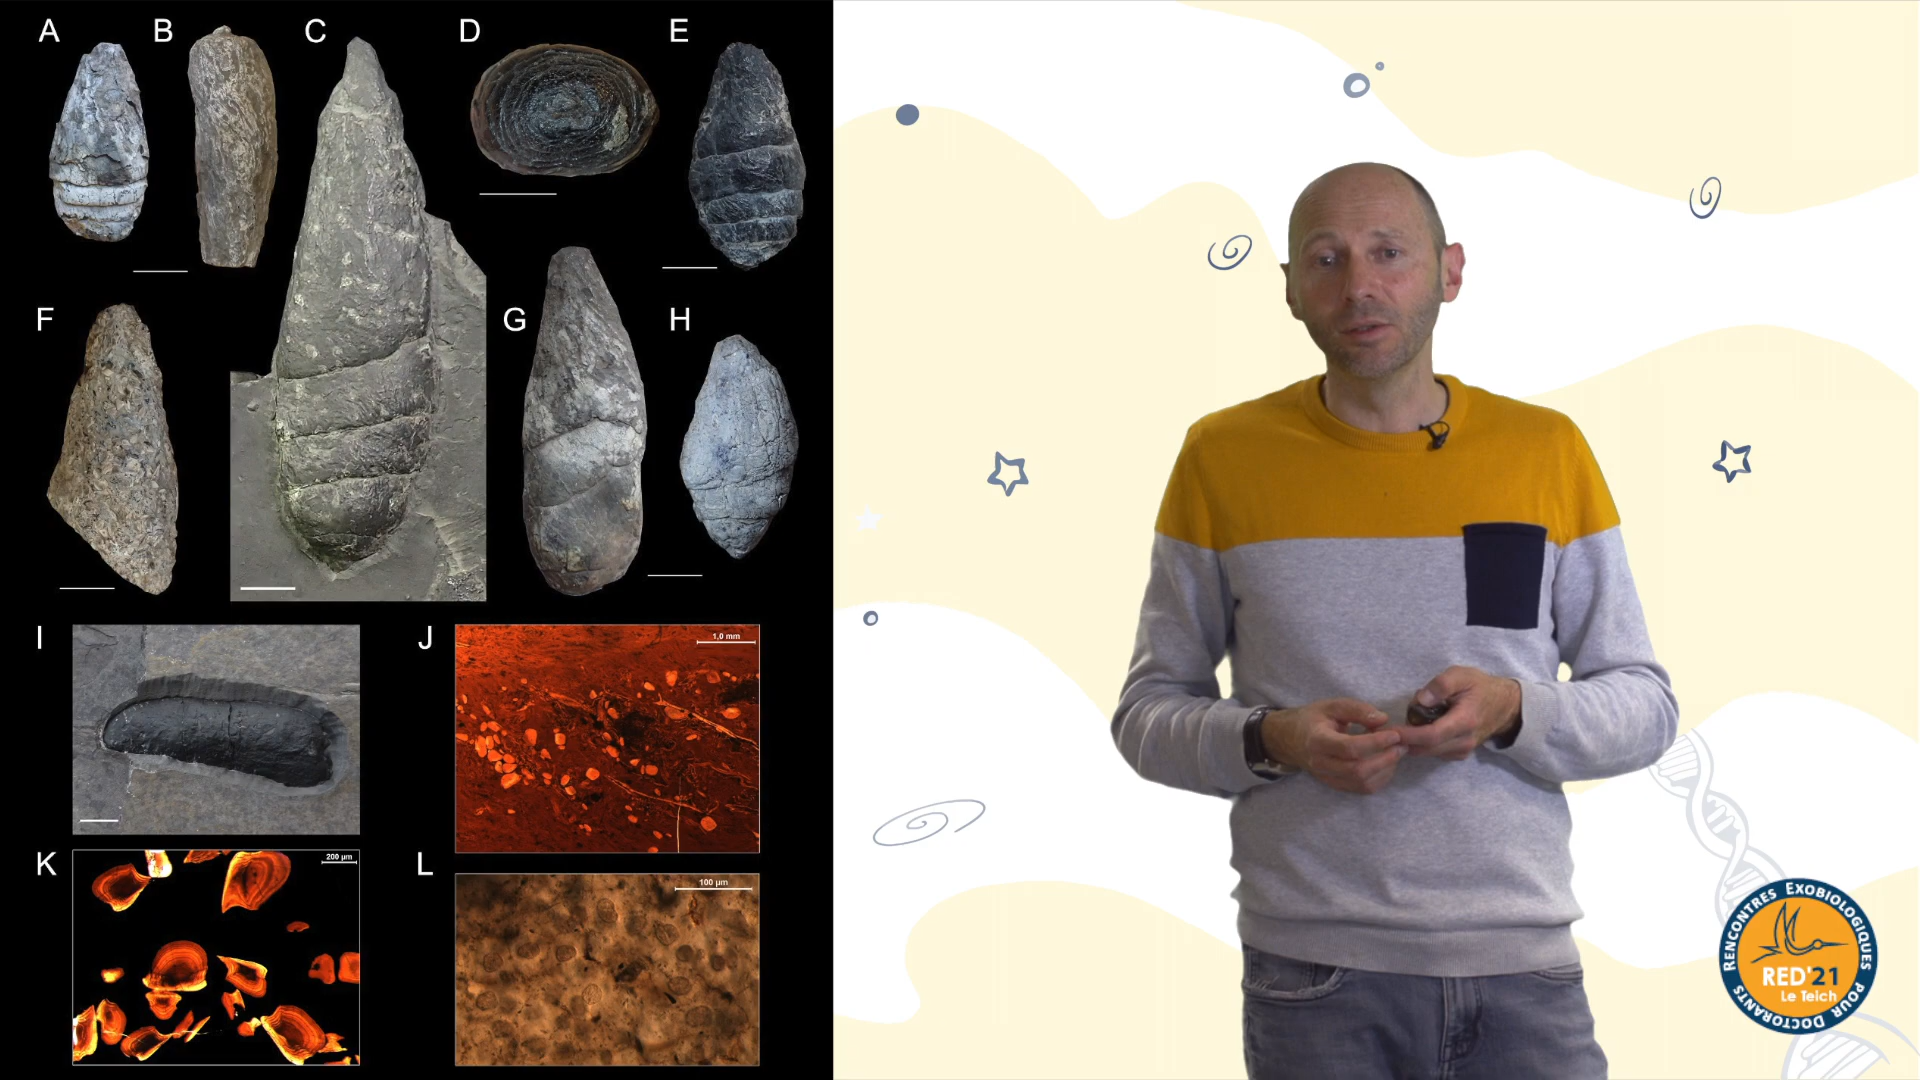 A
B
C
D
E
F
G
H
I
J
1,0 mm
K
200 µm
L
100 µm
RENCONTRES EXOBIOLOGIQUES
POUR DOCTORANTS
RED'21
Le Teich